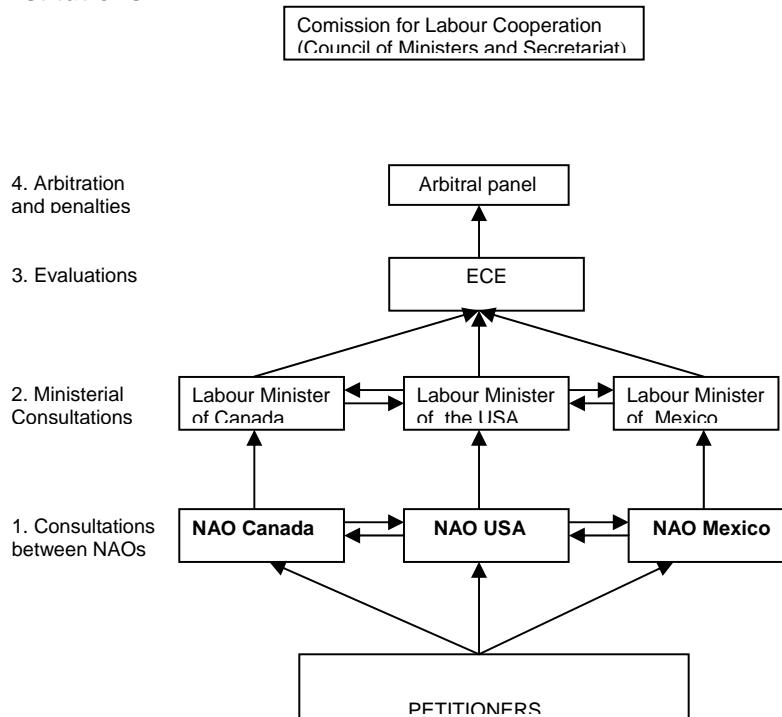 Comission for Labour Cooperation
(Council of Ministers and Secretariat)
4. Arbitration
and penalties
Arbitral panel
3. Evaluations
ECE
2. Ministerial
Consultations
Labour Minister
of Canada
Labour Minister
of the USA
Labour Minister
of Mexico
1. Consultations
between NAOs
NAO Canada
NAO USA
NAO Mexico
PETITIONERS